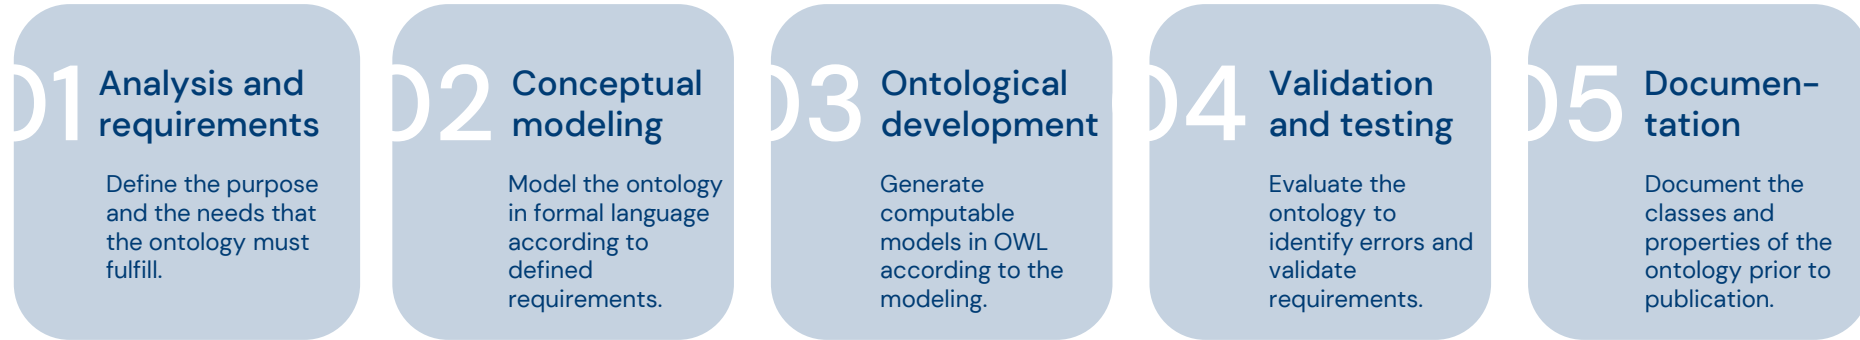 01
Analysis and
requirements
Define the purpose
and the needs that
the ontology must
fulfill.
02
Conceptual
modeling
Model the ontology
in formal language
according to
defined
requirements.
03
Ontological
development
Generate
computable
models in OWL
according to the
modeling.
04
Validation
and testing
Evaluate the
ontology to
identify errors and
validate
requirements.
05
Documen-
tation
Document the
classes and
properties of the
ontology prior to
publication.